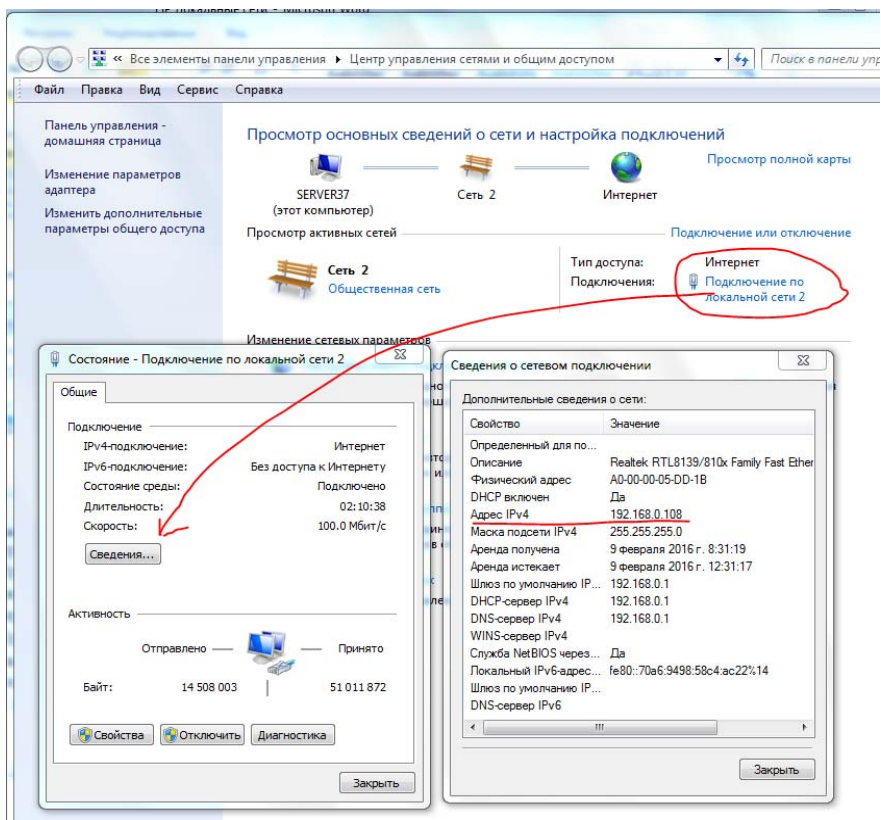 Все элементы панели управления
Центр управления сетями и общим доступом
Поиск в панели упр
Файл Правка Вид Сервис Справка
Панель управления -
домашняя страница
Изменение параметров
адаптера
Изменить дополнительные
параметры общего доступа
Просмотр основных сведений о сети и настройка подключений
Просмотр полной карты
SERVER37
(этот компьютер)
Сеть 2
Интернет
Просмотр активных сетей
Подключение или отключение
Сеть 2
Общественная сеть
Тип доступа: Интернет
Подключения: Подключение по
локальной сети 2
Изменение сетевых параметров
Состояние - Подключение по локальной сети 2
Общие
Подключение
IPv4-подключение: Интернет
IPv6-подключение: Без доступа к Интернету
Состояние среды: Подключено
Длительность: 02:10:38
Скорость: 100.0 Мбит/с
Сведения...
Активность
Отправлено
Принято
Байт: 14 508 003
51 011 872
Свойства
Отключить
Диагностика
Закрыть
Сведения о сетевом подключении
Дополнительные сведения о сети:
Свойство Значение
Определенный для по...
Описание Realtek RTL8139/810x Family Fast Ether
Физический адрес A0-00-00-05-DD-1B
DHCP включен Да
Адрес IPv4 192.168.0.108
Маска подсети IPv4 255.255.255.0
Аренда получена 9 февраля 2016 г. 8:31:19
Аренда истекает 9 февраля 2016 г. 12:31:17
Шлюз по умолчанию IP... 192.168.0.1
DHCP-сервер IPv4 192.168.0.1
DNS-сервер IPv4 192.168.0.1
WINS-сервер IPv4
Служба NetBIOS через... Да
Локальный IPv6-адрес... fe80::70a6:9498:58c4:ac22%14
Шлюз по умолчанию IP...
DNS-сервер IPv6
Закрыть